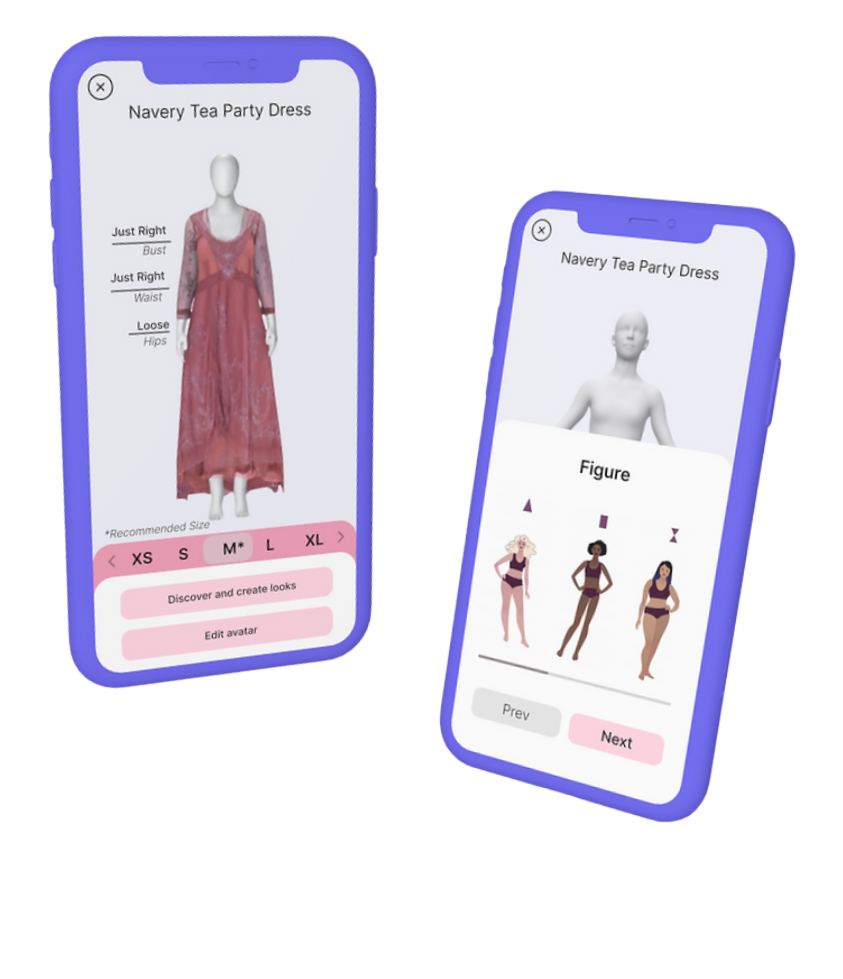 Navery Tea Party Dress
Just Right
Bust
Just Right
Waist
Loose
Hips
*Recommended Size
XS S M* L XL
Discover and create looks
Edit avatar
Navery Tea Party Dress
Figure
Prev
Next